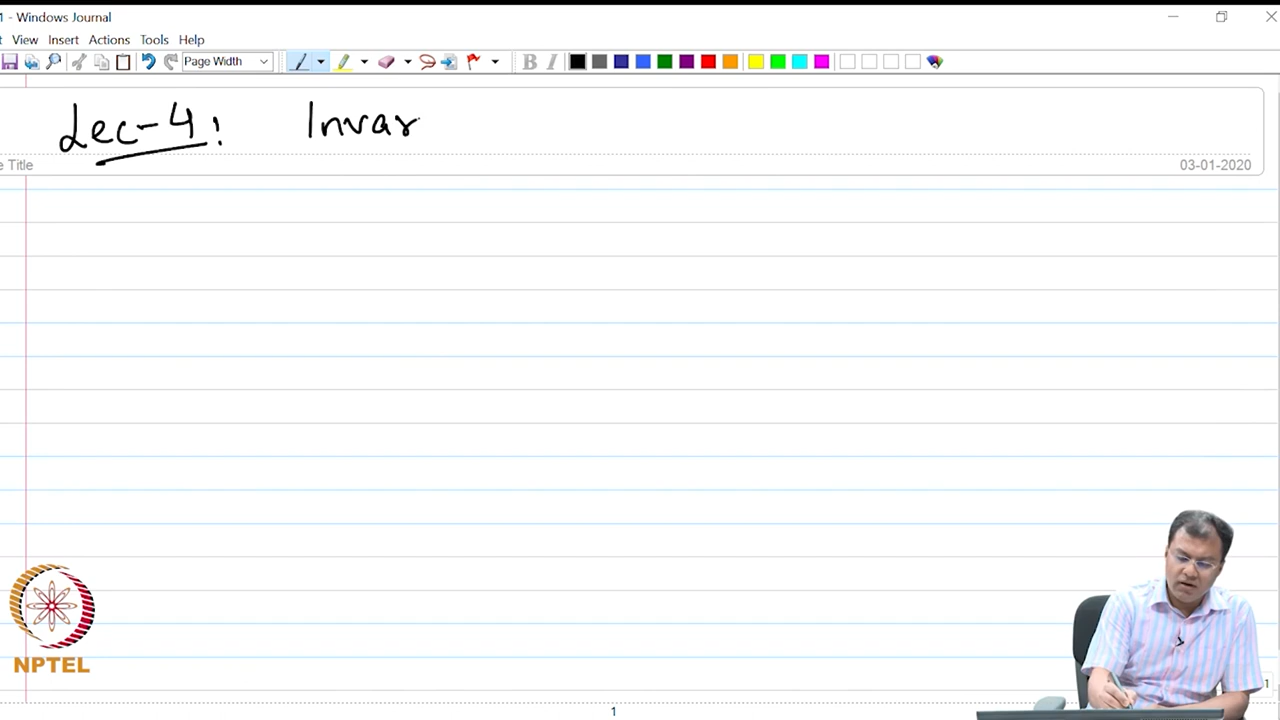 1 - Windows Journal
t View Insert Actions Tools Help
Page Width
B I
Lec-4: Invar
e Title
03-01-2020
NPTEL
1
1